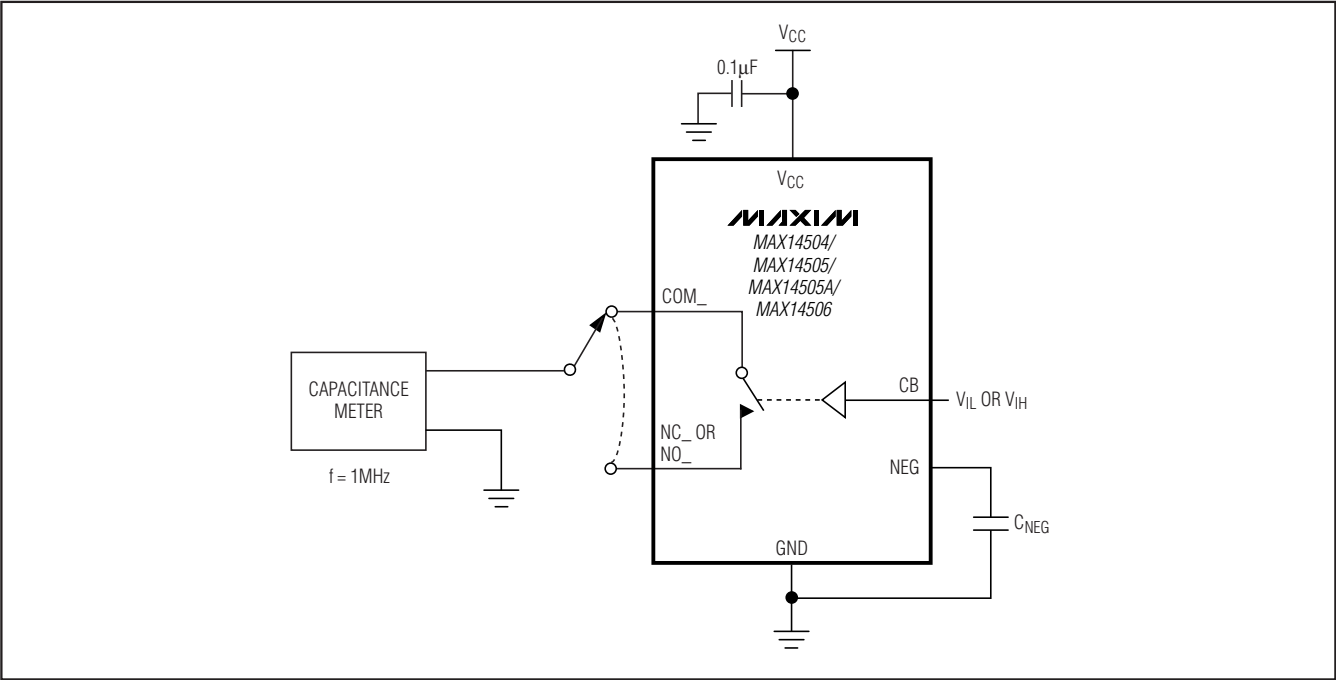 VCC
0.1µF
VCC
MAXIM
MAX14504/
MAX14505/
MAX14505A/
MAX14506
COM_
CAPACITANCE
METER
f = 1MHz
NC_ OR
NO_
CB
VIL OR VIH
NEG
CNEG
GND